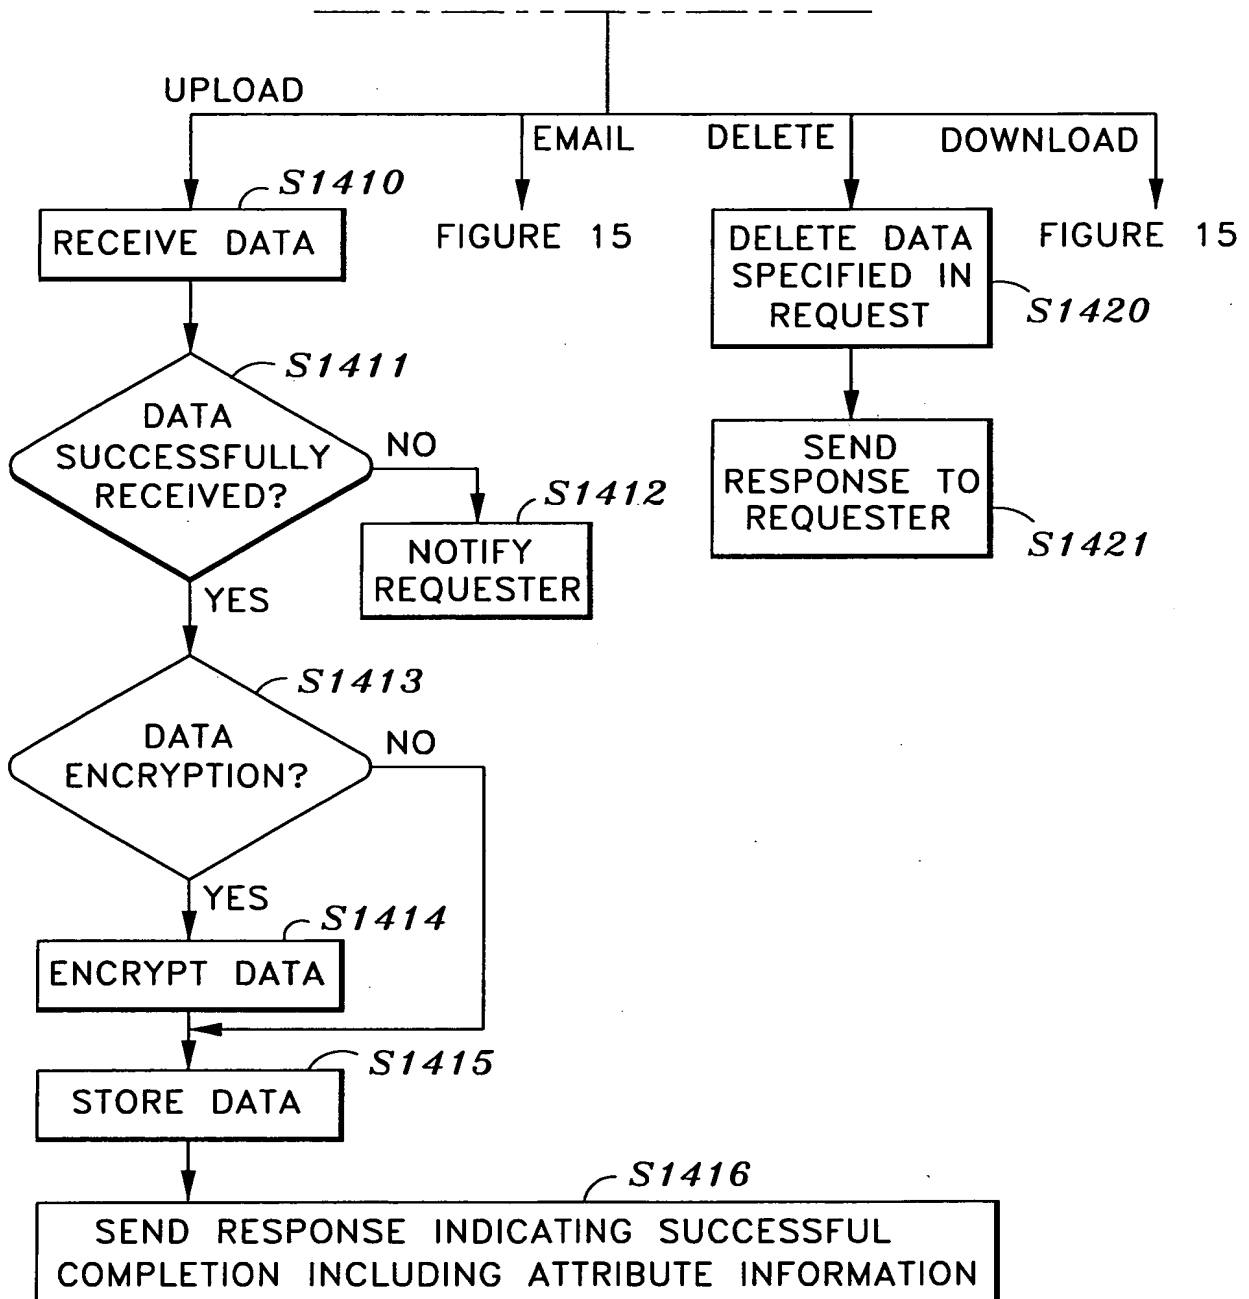 UPLOAD
EMAIL
DELETE
DOWNLOAD
S1410
RECEIVE DATA
FIGURE 15
DELETE DATA
SPECIFIED IN
REQUEST
S1420
FIGURE 15
S1411
DATA
SUCCESSFULLY
RECEIVED?
NO
S1412
NOTIFY
REQUESTER
SEND
RESPONSE TO
REQUESTER
S1421
YES
S1413
DATA
ENCRYPTION?
NO
YES
S1414
ENCRYPT DATA
S1415
STORE DATA
S1416
SEND RESPONSE INDICATING SUCCESSFUL
COMPLETION INCLUDING ATTRIBUTE INFORMATION